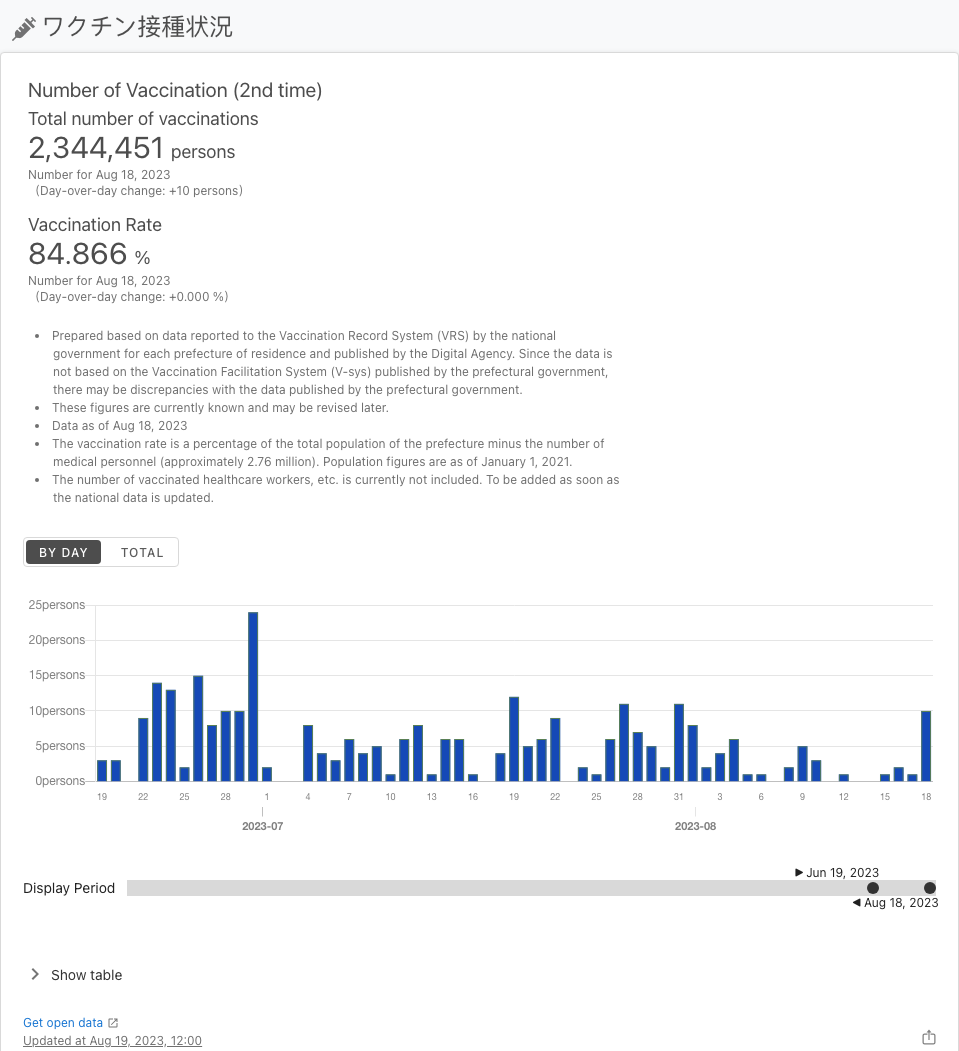 ワクチン接種状況
Number of Vaccination (2nd time)
Total number of vaccinations
2,344,451 persons
Number for Aug 18, 2023
(Day-over-day change: +10 persons)
Vaccination Rate
84.866 %
Number for Aug 18, 2023
(Day-over-day change: +0.000 %)
• Prepared based on data reported to the Vaccination Record System (VRS) by the national
government for each prefecture of residence and published by the Digital Agency. Since the data is
not based on the Vaccination Facilitation System (V-sys) published by the prefectural government,
there may be discrepancies with the data published by the prefectural government.
• These figures are currently known and may be revised later.
• Data as of Aug 18, 2023
• The vaccination rate is a percentage of the total population of the prefecture minus the number of
medical personnel (approximately 2.76 million). Population figures are as of January 1, 2021.
• The number of vaccinated healthcare workers, etc. is currently not included. To be added as soon as
the national data is updated.
BY DAY TOTAL
25persons
20persons
15persons
10persons
5persons
0persons
19 22 25 28 1 4 7 10 13 16 19 22 25 28 31 3 6 9 12 15 18
2023-07 2023-08
▶ Jun 19, 2023
Display Period
◀ Aug 18, 2023
Show table
Get open data
Updated at Aug 19, 2023, 12:00